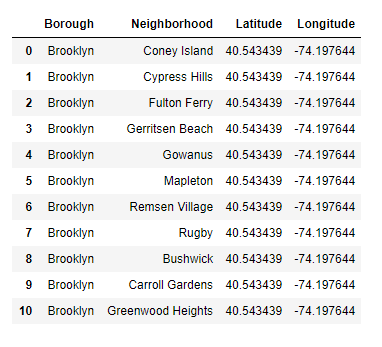 Borough Neighborhood Latitude Longitude
0 Brooklyn Coney Island 40.543439 -74.197644
1 Brooklyn Cypress Hills 40.543439 -74.197644
2 Brooklyn Fulton Ferry 40.543439 -74.197644
3 Brooklyn Gerritsen Beach 40.543439 -74.197644
4 Brooklyn Gowanus 40.543439 -74.197644
5 Brooklyn Mapleton 40.543439 -74.197644
6 Brooklyn Remsen Village 40.543439 -74.197644
7 Brooklyn Rugby 40.543439 -74.197644
8 Brooklyn Bushwick 40.543439 -74.197644
9 Brooklyn Carroll Gardens 40.543439 -74.197644
10 Brooklyn Greenwood Heights 40.543439 -74.197644